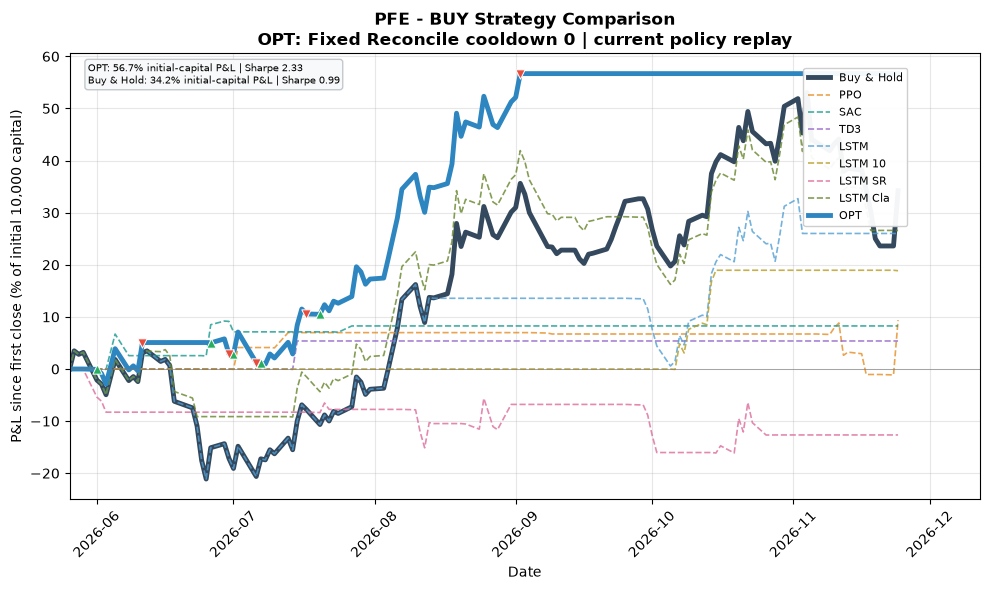 PFE - BUY Strategy Comparison
OPT: Fixed Reconcile cooldown 0 | current policy replay
OPT: 56.7% initial-capital P&L | Sharpe 2.33
Buy & Hold: 34.2% initial-capital P&L | Sharpe 0.99
Buy & Hold
PPO
SAC
TD3
LSTM
LSTM 10
LSTM SR
LSTM Cla
OPT
P&L since first close (% of initial 10,000 capital)
60
50
40
30
20
10
0
−10
−20
2026-06
2026-07
2026-08
2026-09
2026-10
2026-11
2026-12
Date